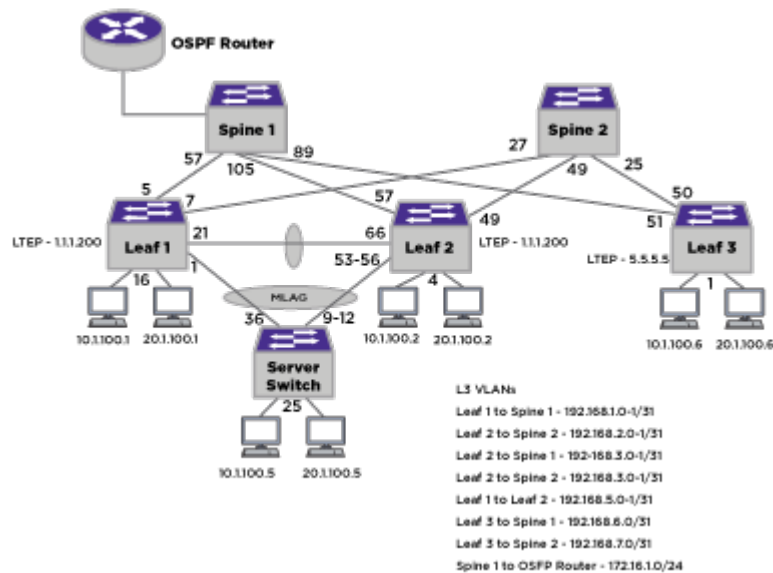 OSPF Router
Spine 1
Spine 2
57
105
89
27
49
25
5
7
57
49
50
51
LTEP - 1.1.1.200
Leaf 1
21
66
Leaf 2
LTEP - 1.1.1.200
Leaf 3
LTEP - 5.5.5.5
16
1
53-56
4
1
MLAG
10.1.100.1
20.1.100.1
36
9-12
10.1.100.2
20.1.100.2
10.1.100.6
20.1.100.6
Server
Switch
25
10.1.100.5
20.1.100.5
L3 VLANs
Leaf 1 to Spine 1 - 192.168.1.0-1/31
Leaf 2 to Spine 2 - 192.168.2.0-1/31
Leaf 2 to Spine 1 - 192-168.3.0-1/31
Leaf 2 to Spine 2 - 192.168.3.0-1/31
Leaf 1 to Leaf 2 - 192.168.5.0-1/31
Leaf 3 to Spine 1 - 192.168.6.0/31
Leaf 3 to Spine 2 - 192.168.7.0/31
Spine 1 to OSFP Router - 172.16.1.0/24